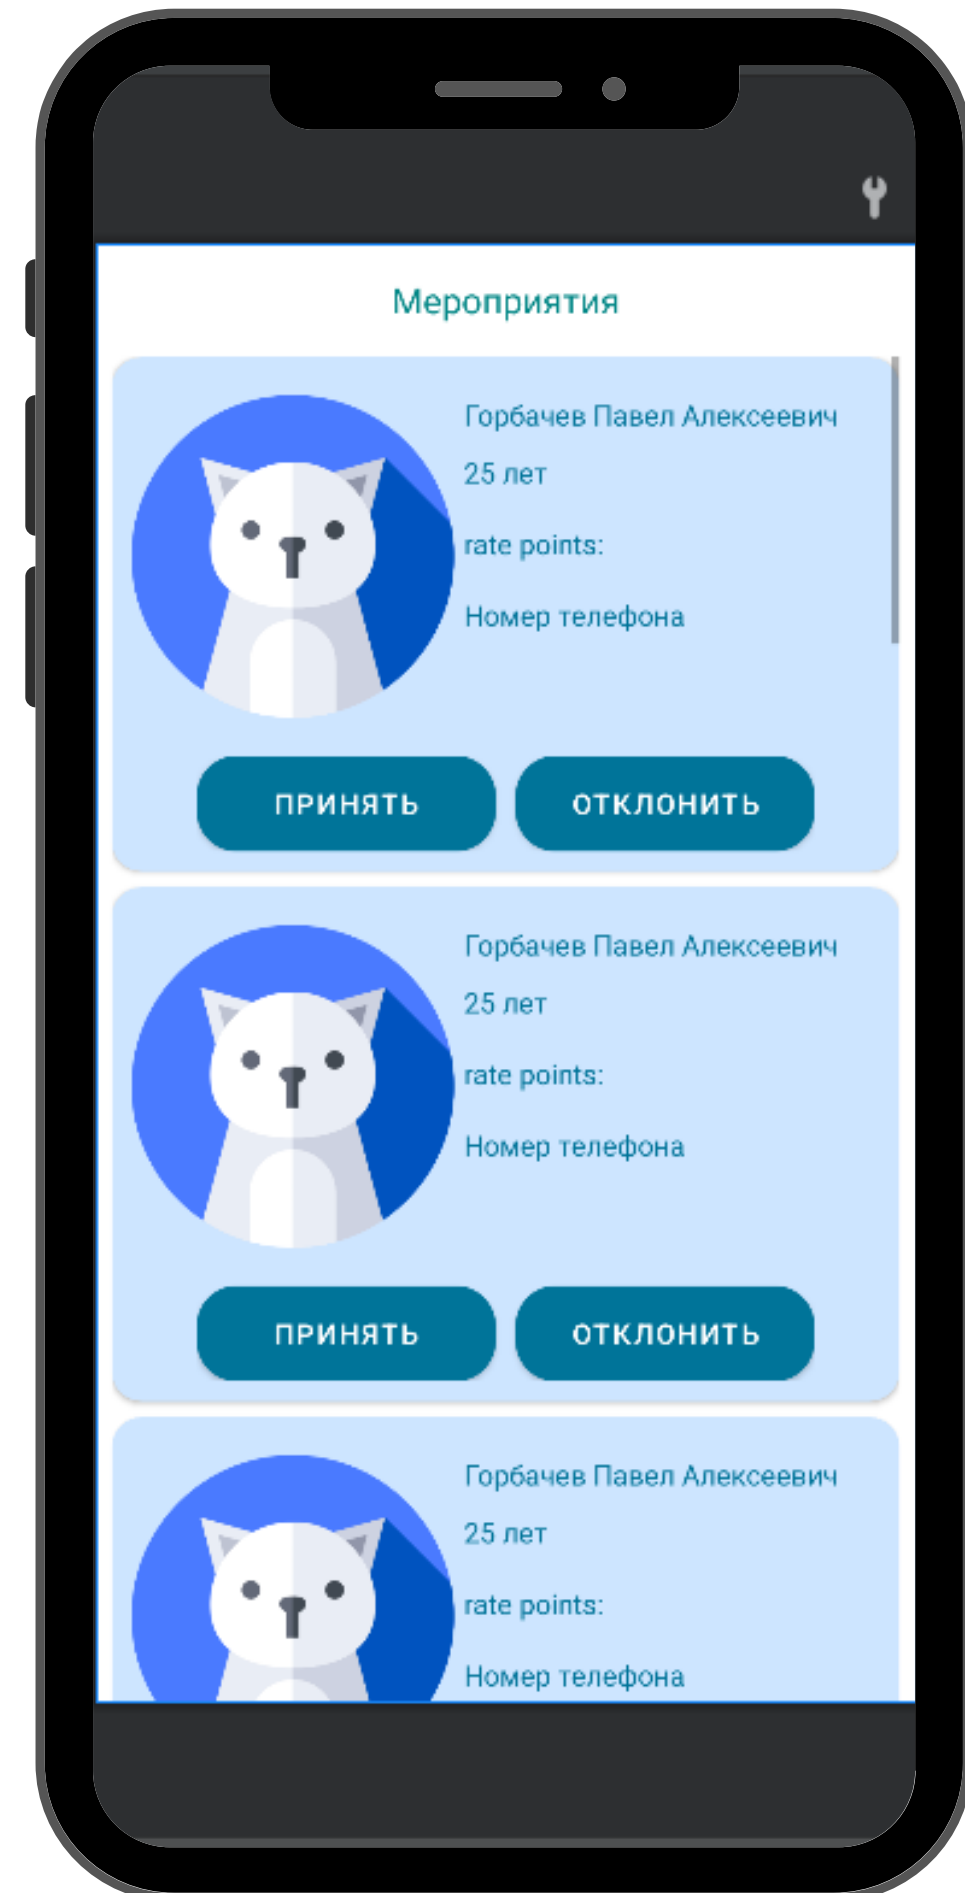 Мероприятия
Горбачев Павел Алексеевич
25 лет
rate points:
Номер телефона
ПРИНЯТЬ ОТКЛОНИТЬ
Горбачев Павел Алексеевич
25 лет
rate points:
Номер телефона
ПРИНЯТЬ ОТКЛОНИТЬ
Горбачев Павел Алексеевич
25 лет
rate points:
Номер телефона